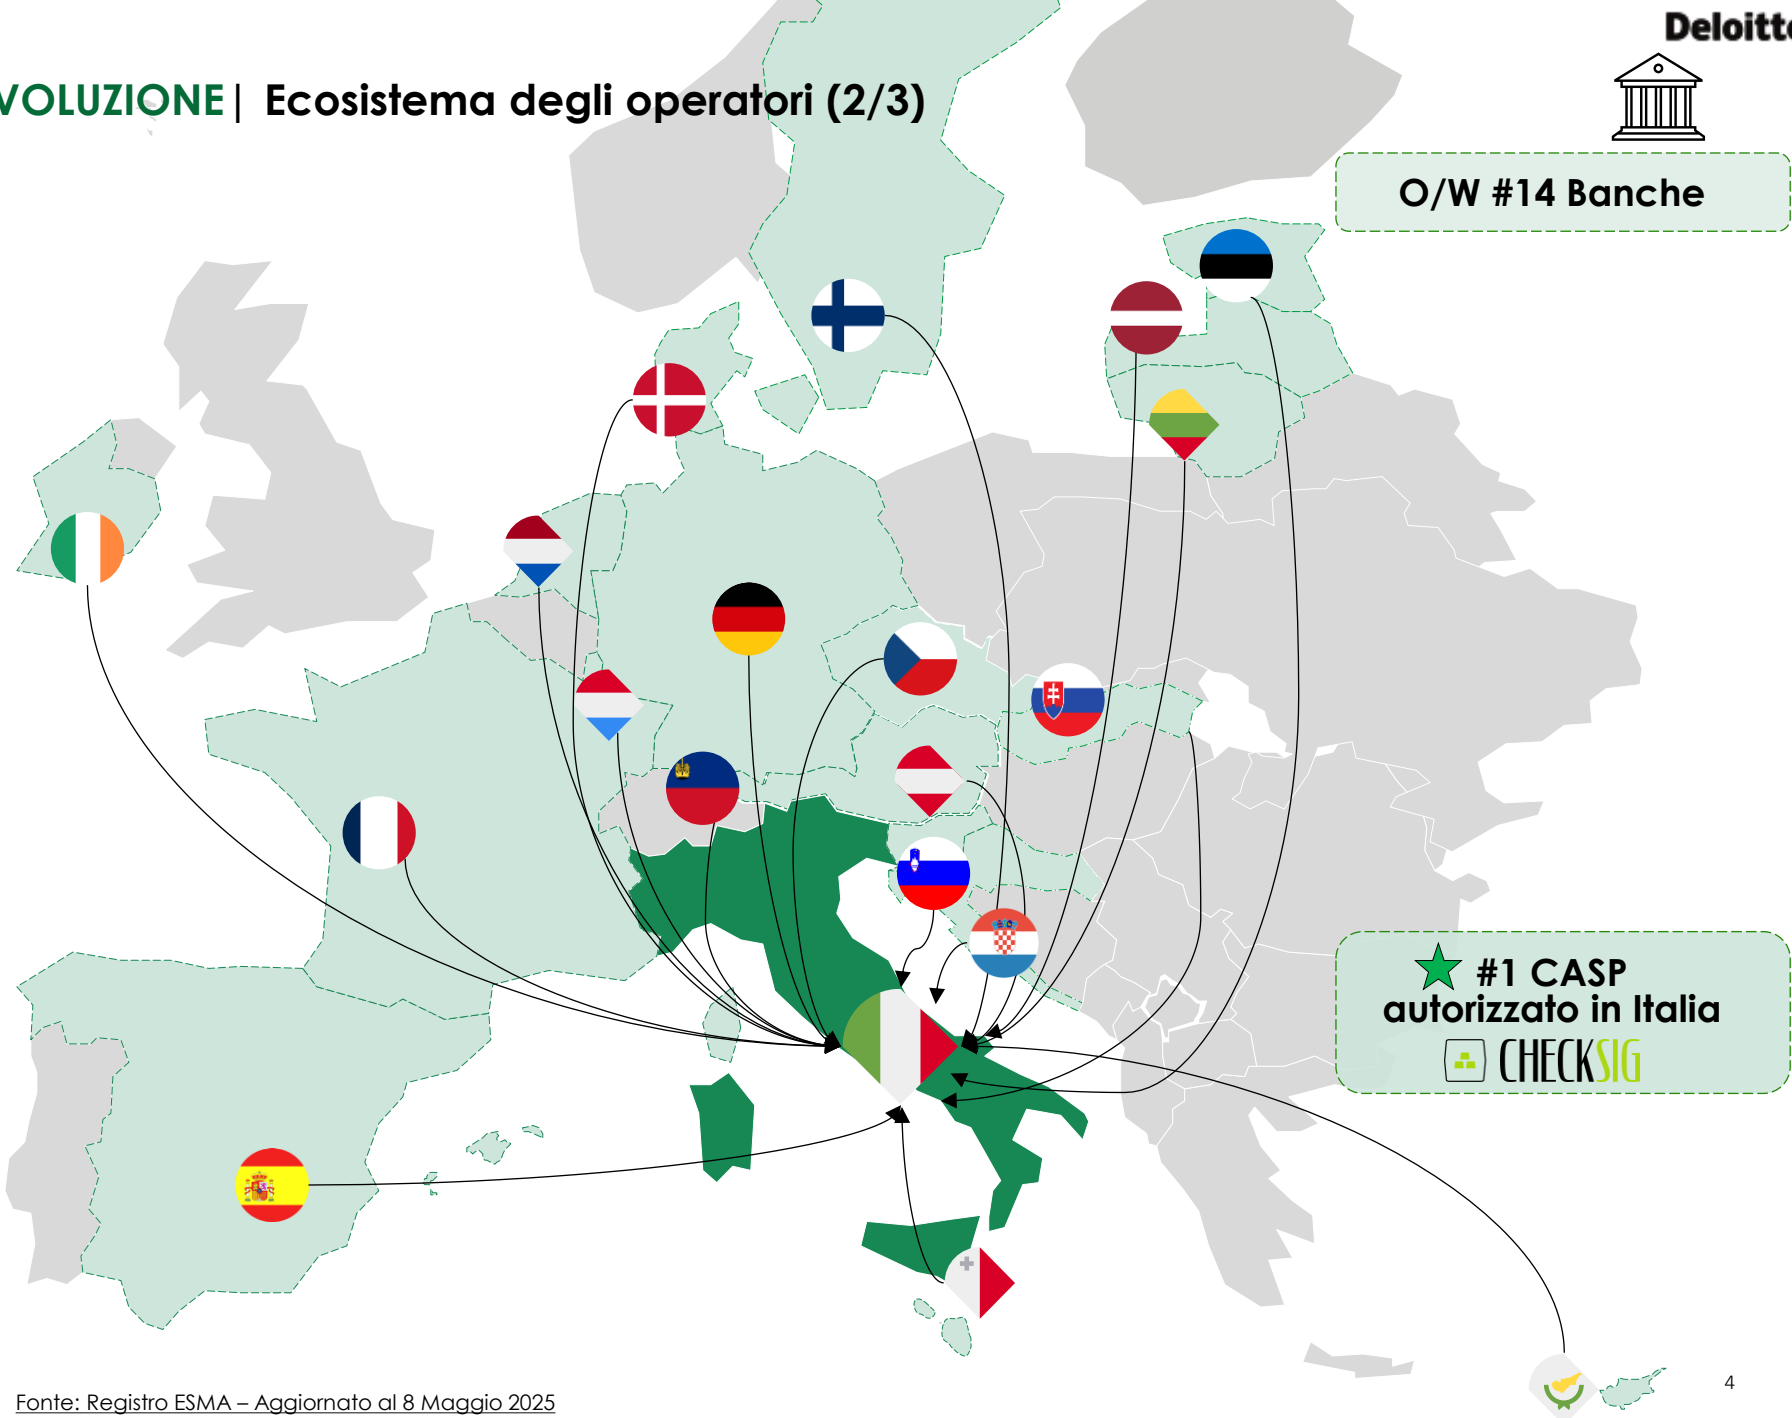 Deloitte
VOLUZIONE| Ecosistema degli operatori (2/3)
O/W #14 Banche
#1 CASP
autorizzato in Italia
CHECKSIG
Fonte: Registro ESMA – Aggiornato al 8 Maggio 2025
4